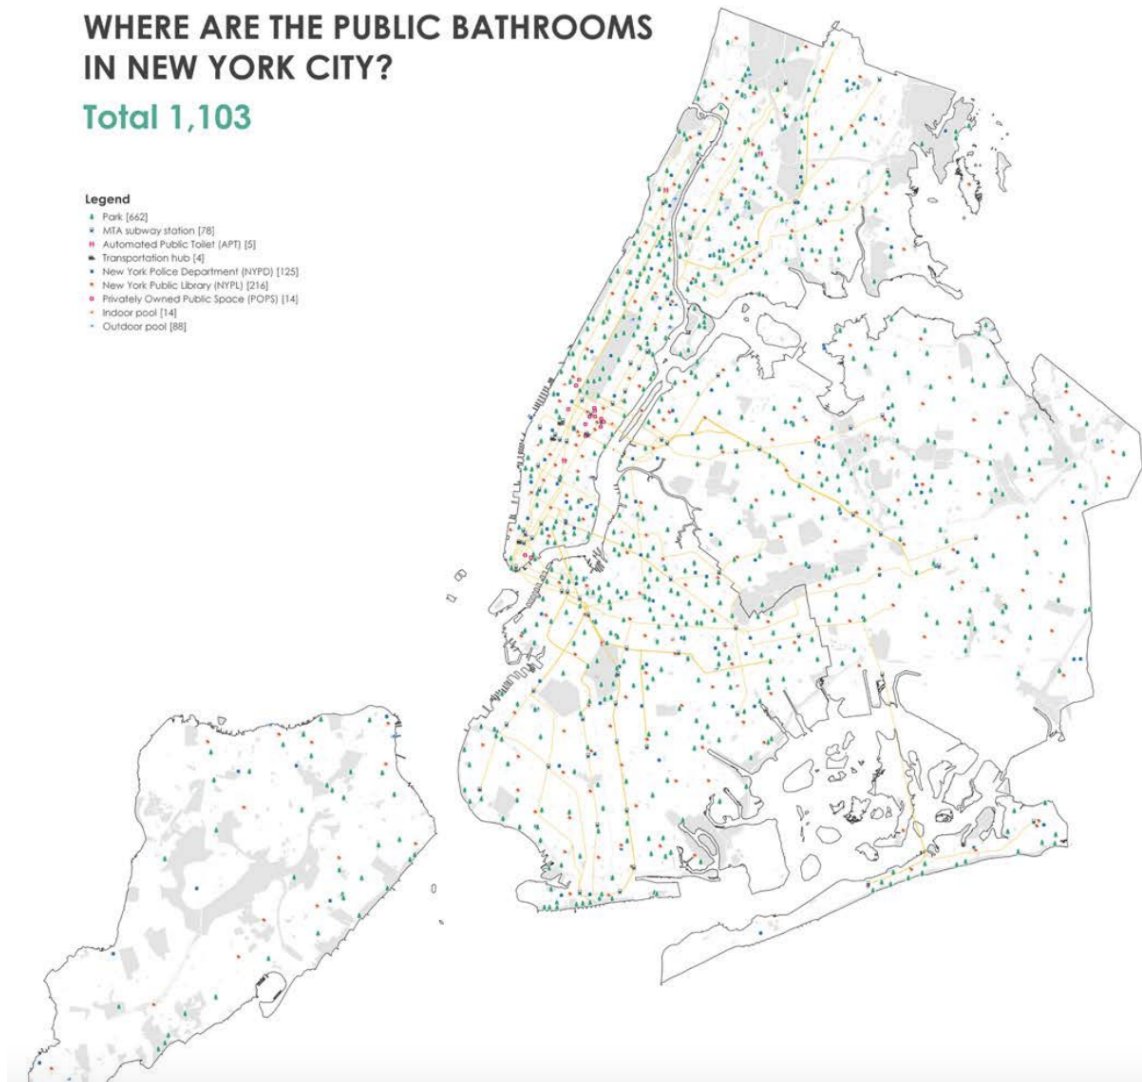 WHERE ARE THE PUBLIC BATHROOMS
IN NEW YORK CITY?
Total 1,103
Legend
Park [662]
MTA subway station [78]
Automated Public Toilet (APT) [5]
Transportation hub [4]
New York Police Department (NYPD) [125]
New York Public Library (NYPL) [216]
Privately Owned Public Space (POPS) [14]
Indoor pool [14]
Outdoor pool [88]